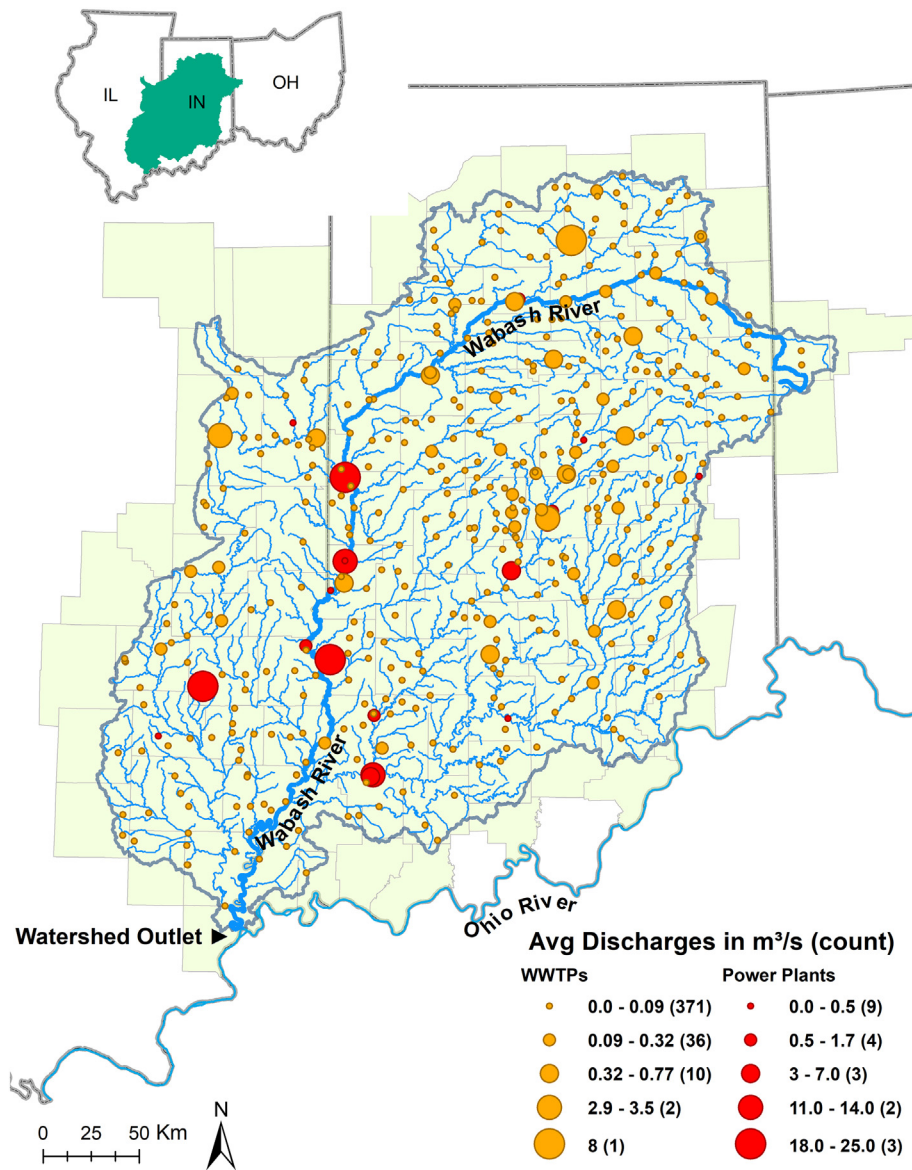 IL
IN
OH
Wabash River
Wabash River
Ohio River
Watershed Outlet
Avg Discharges in m³/s (count)
WWTPs
0.0 - 0.09 (371)
0.09 - 0.32 (36)
0.32 - 0.77 (10)
2.9 - 3.5 (2)
8 (1)
Power Plants
0.0 - 0.5 (9)
0.5 - 1.7 (4)
3 - 7.0 (3)
11.0 - 14.0 (2)
18.0 - 25.0 (3)
N
0 25 50 Km